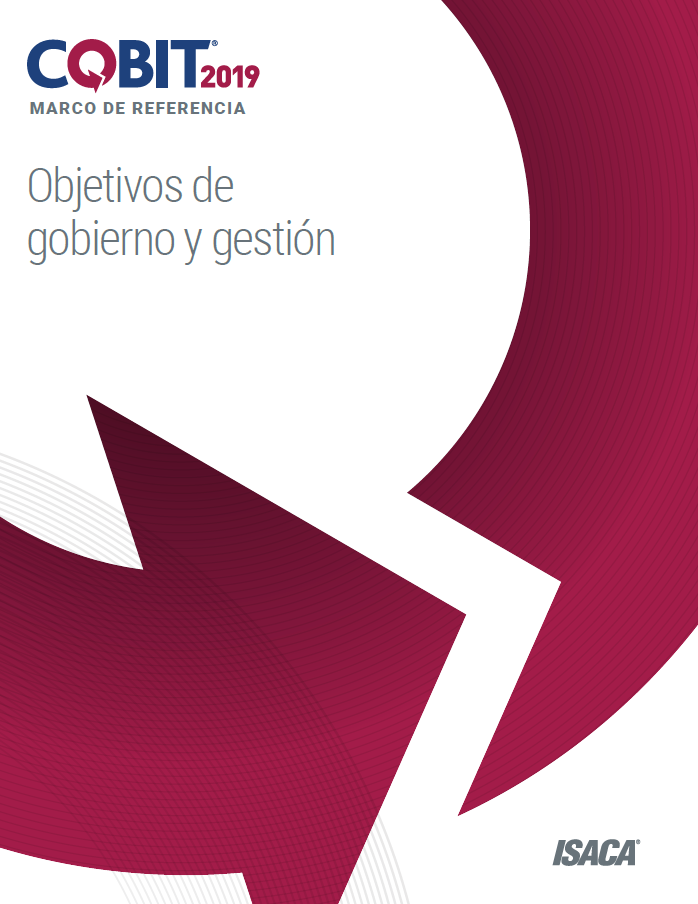 COBIT® 2019
MARCO DE REFERENCIA
Objetivos de
gobierno y gestión
ISACA®